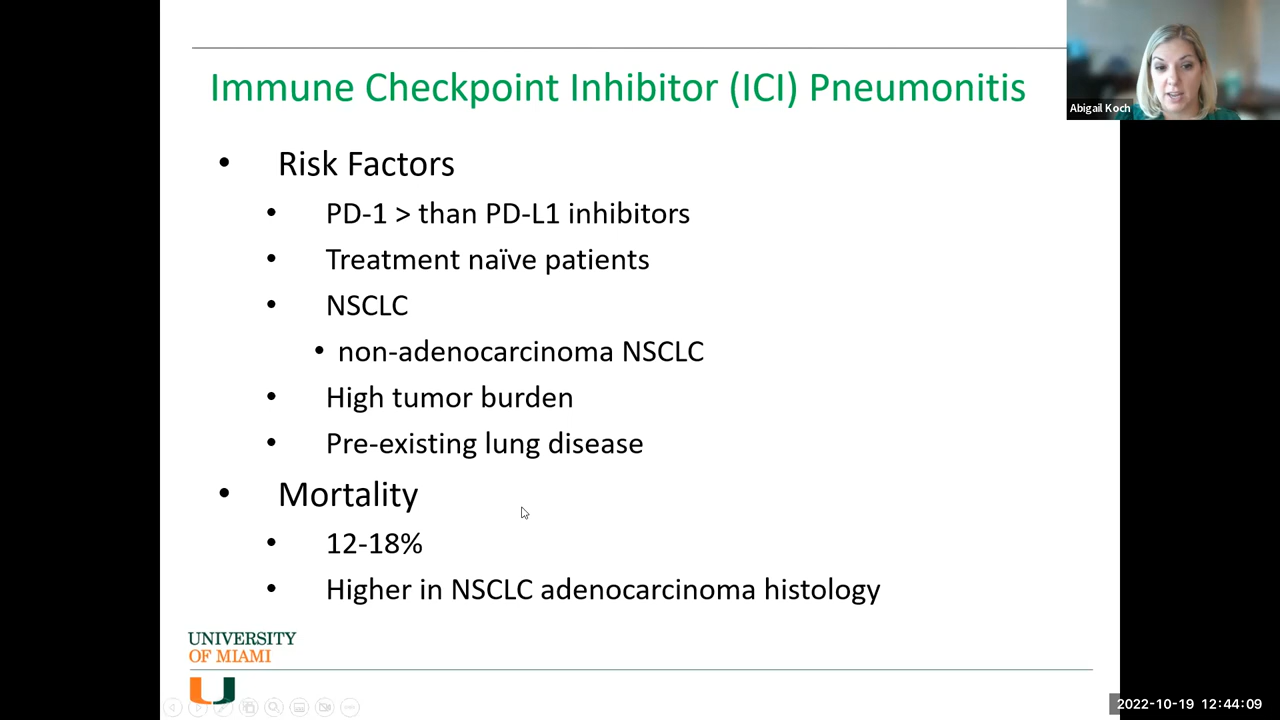 Immune Checkpoint Inhibitor (ICI) Pneumonitis
Abigail Koch
• Risk Factors
• PD-1 > than PD-L1 inhibitors
• Treatment naïve patients
• NSCLC
• non-adenocarcinoma NSCLC
• High tumor burden
• Pre-existing lung disease
• Mortality
• 12-18%
• Higher in NSCLC adenocarcinoma histology
UNIVERSITY
OF MIAMI
U
2022-10-19 12:44:09